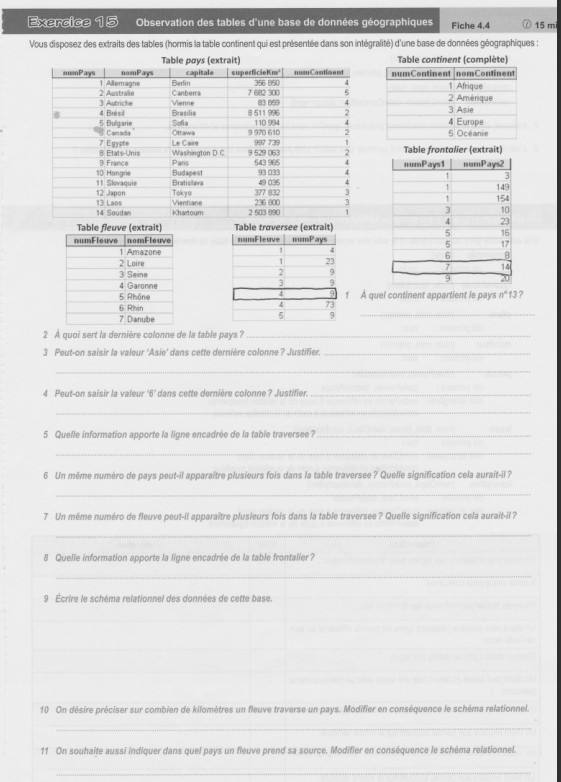 Exercice 15 Observation des tables d'une base de données géographiques Fiche 4.4 15 mi
Vous disposez des extraits des tables (hormis la table continent qui est présentée dans son intégralité) d'une base de données géographiques :
Table pays (extrait)
numPays nomPays capitale superficieKm² numContinent
1 Allemagne Berlin 356 850 4
2 Australie Canberra 7 682 300 5
3 Autriche Vienne 83 859 4
4 Brésil Brasilia 8 511 996 2
5 Bulgarie Sofia 110 994 4
6 Canada Ottawa 9 970 610 2
7 Egypte Le Caire 997 739 1
8 Etats-Unis Washington D.C. 9 529 063 2
9 France Paris 543 965 4
10 Hongrie Budapest 93 033 4
11 Slovaquie Bratislava 49 035 4
12 Japon Tokyo 377 832 3
13 Laos Vientiane 236 800 3
14 Soudan Khartoum 2 503 890 1
Table continent (complète)
numContinent nomContinent
1 Afrique
2 Amérique
3 Asie
4 Europe
5 Océanie
Table frontalier (extrait)
numPays1 numPays2
1 3
1 149
1 154
3 10
4 23
5 16
5 17
6 8
7 14
9 20
Table fleuve (extrait)
numFleuve nomFleuve
1 Amazone
2 Loire
3 Seine
4 Garonne
5 Rhône
6 Rhin
7 Danube
Table traversee (extrait)
numFleuve numPays
1 4
1 23
2 9
3 9
4 9
4 73
5 9
1 À quel continent appartient le pays n°13 ?
2 À quoi sert la dernière colonne de la table pays ?
3 Peut-on saisir la valeur 'Asie' dans cette dernière colonne ? Justifier.
4 Peut-on saisir la valeur '6' dans cette dernière colonne ? Justifier.
5 Quelle information apporte la ligne encadrée de la table traversee ?
6 Un même numéro de pays peut-il apparaître plusieurs fois dans la table traversee ? Quelle signification cela aurait-il ?
7 Un même numéro de fleuve peut-il apparaître plusieurs fois dans la table traversee ? Quelle signification cela aurait-il ?
8 Quelle information apporte la ligne encadrée de la table frontalier ?
9 Écrire le schéma relationnel des données de cette base.
10 On désire préciser sur combien de kilomètres un fleuve traverse un pays. Modifier en conséquence le schéma relationnel.
11 On souhaite aussi indiquer dans quel pays un fleuve prend sa source. Modifier en conséquence le schéma relationnel.